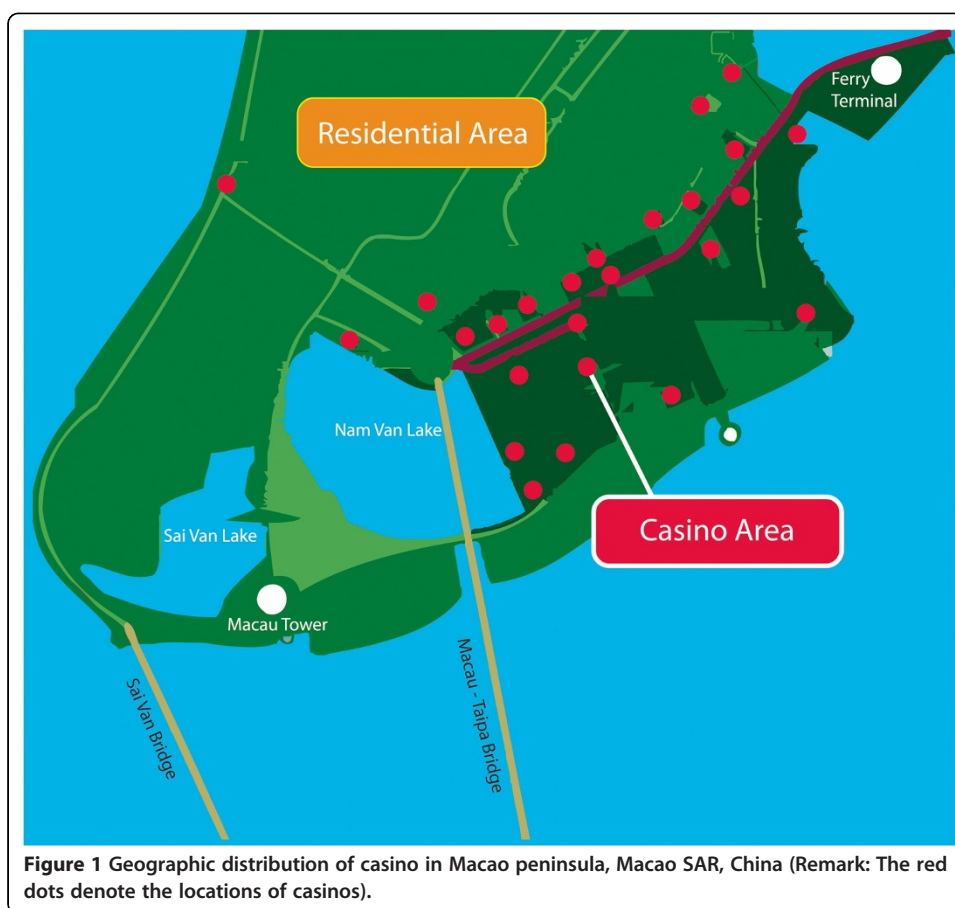 Ferry
Terminal
Residential Area
Nam Van Lake
Casino Area
Sai Van Lake
Macau Tower
Sai Van Bridge
Macau - Taipa Bridge
Figure 1 Geographic distribution of casino in Macao peninsula, Macao SAR, China (Remark: The red
dots denote the locations of casinos).